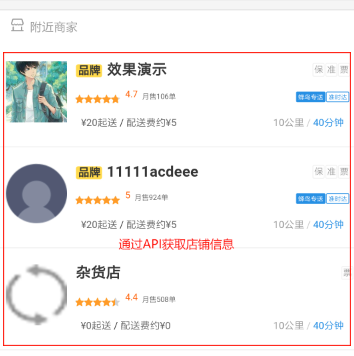 附近商家
品牌 效果演示 保 准 票
4.7 月售106单 蜂鸟专送 准时达
¥20起送 / 配送费约¥5 10公里 / 40分钟
品牌 11111acdeee 保 准 票
5 月售924单 蜂鸟专送 准时达
¥20起送 / 配送费约¥5 10公里 / 40分钟
通过API获取店铺信息
杂货店 票
4.4 月售508单
¥0起送 / 配送费约¥0 10公里 / 40分钟